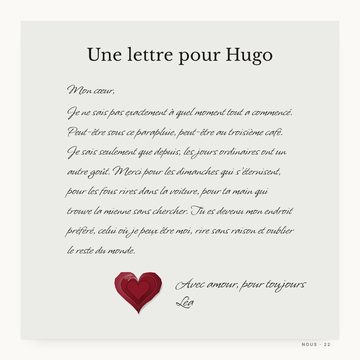 Une lettre pour Hugo
Mon cœur,
Je ne sais pas exactement à quel moment tout a commencé.
Peut-être sous ce parapluie, peut-être au troisième café.
Je sais seulement que depuis, les jours ordinaires ont un
autre goût. Merci pour les dimanches qui s'éternisent,
pour les fous rires dans la voiture, pour ta main qui
trouve la mienne sans chercher. Tu es devenu mon endroit
préféré, celui où je peux être moi, rire sans raison et oublier
le reste du monde.
Avec amour, pour toujours
Léa
NOUS · 22